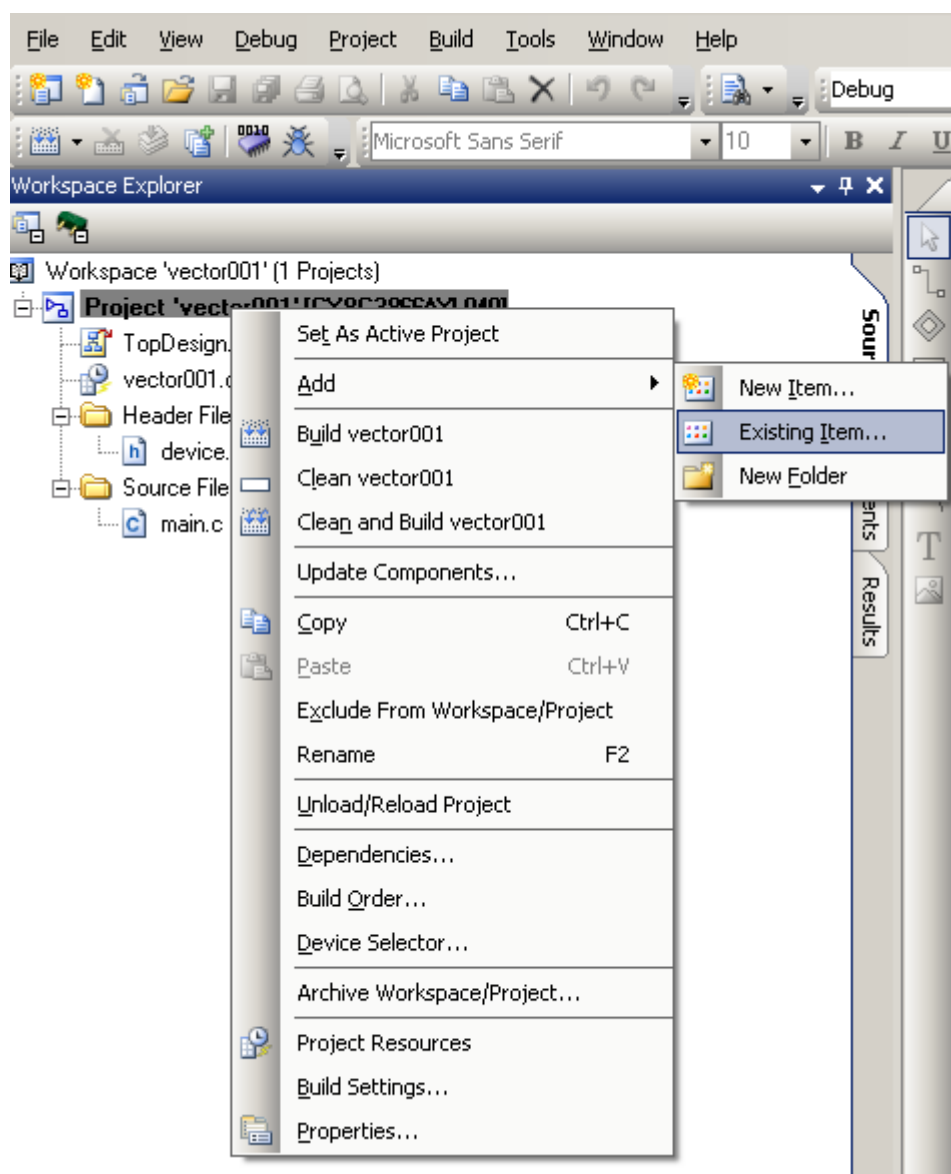 File Edit View Debug Project Build Tools Window Help
Debug
0010
Microsoft Sans Serif 10 B I U
Workspace Explorer
Workspace 'vector001' (1 Projects)
Project 'vector001' [CY8C3866AXI-040]
TopDesign.
vector001.c
Header File
h device.
Source File
c main.c
Set As Active Project
Add
Build vector001
Clean vector001
Clean and Build vector001
Update Components...
Copy Ctrl+C
Paste Ctrl+V
Exclude From Workspace/Project
Rename F2
Unload/Reload Project
Dependencies...
Build Order...
Device Selector...
Archive Workspace/Project...
Project Resources
Build Settings...
Properties...
New Item...
Existing Item...
New Folder
Sour
ents
Results
T